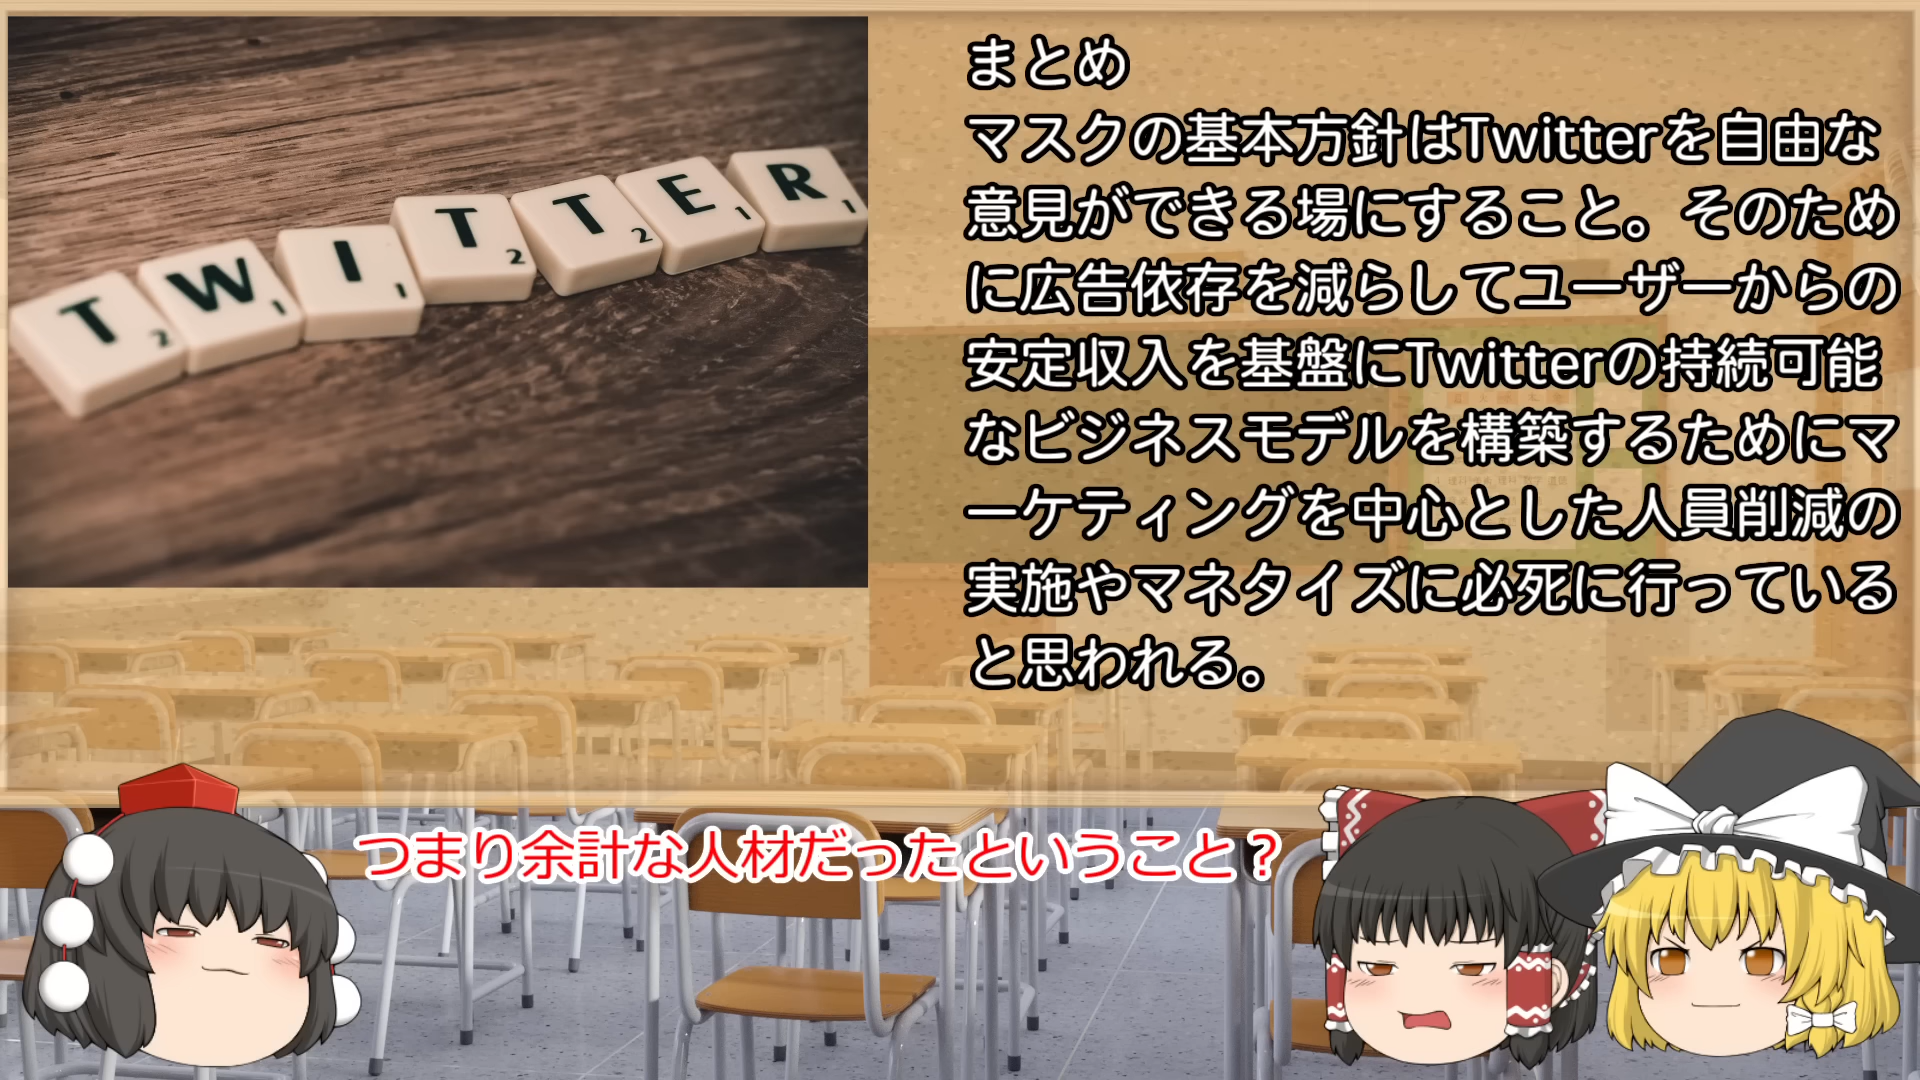 TWITTER
2 1 1 2 2 1 1
まとめ
マスクの基本方針はTwitterを自由な
意見ができる場にすること。そのため
に広告依存を減らしてユーザーからの
安定収入を基盤にTwitterの持続可能
なビジネスモデルを構築するためにマ
ーケティングを中心とした人員削減の
実施やマネタイズに必死に行っている
と思われる。
つまり余計な人材だったということ？